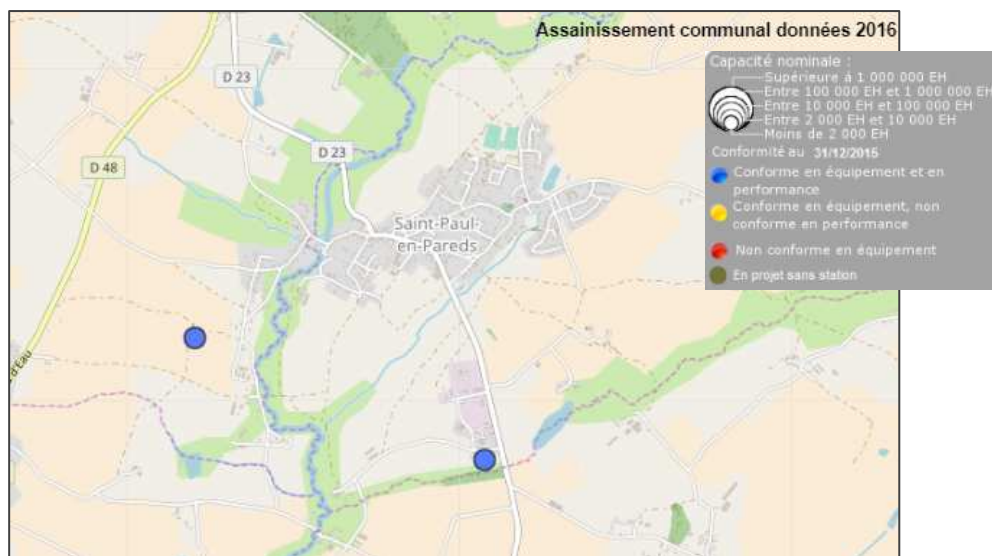 Assainissement communal données 2016
Capacité nominale :
Supérieure á 1 000 000 EH
Entre 100 000 EH et 1 000 000 EH
Entre 10 000 EH et 100 000 EH
Entre 2 000 EH et 10 000 EH
Moins de 2 000 EH
Conformité au 31/12/2015
Conforme en équipement et en
performance
Conforme en équipement, non
conforme en performance
Non conforme en équipement
En projet sans station
D 23
D 23
D 48
Saint-Paul-
en-Pareds
d'Eau